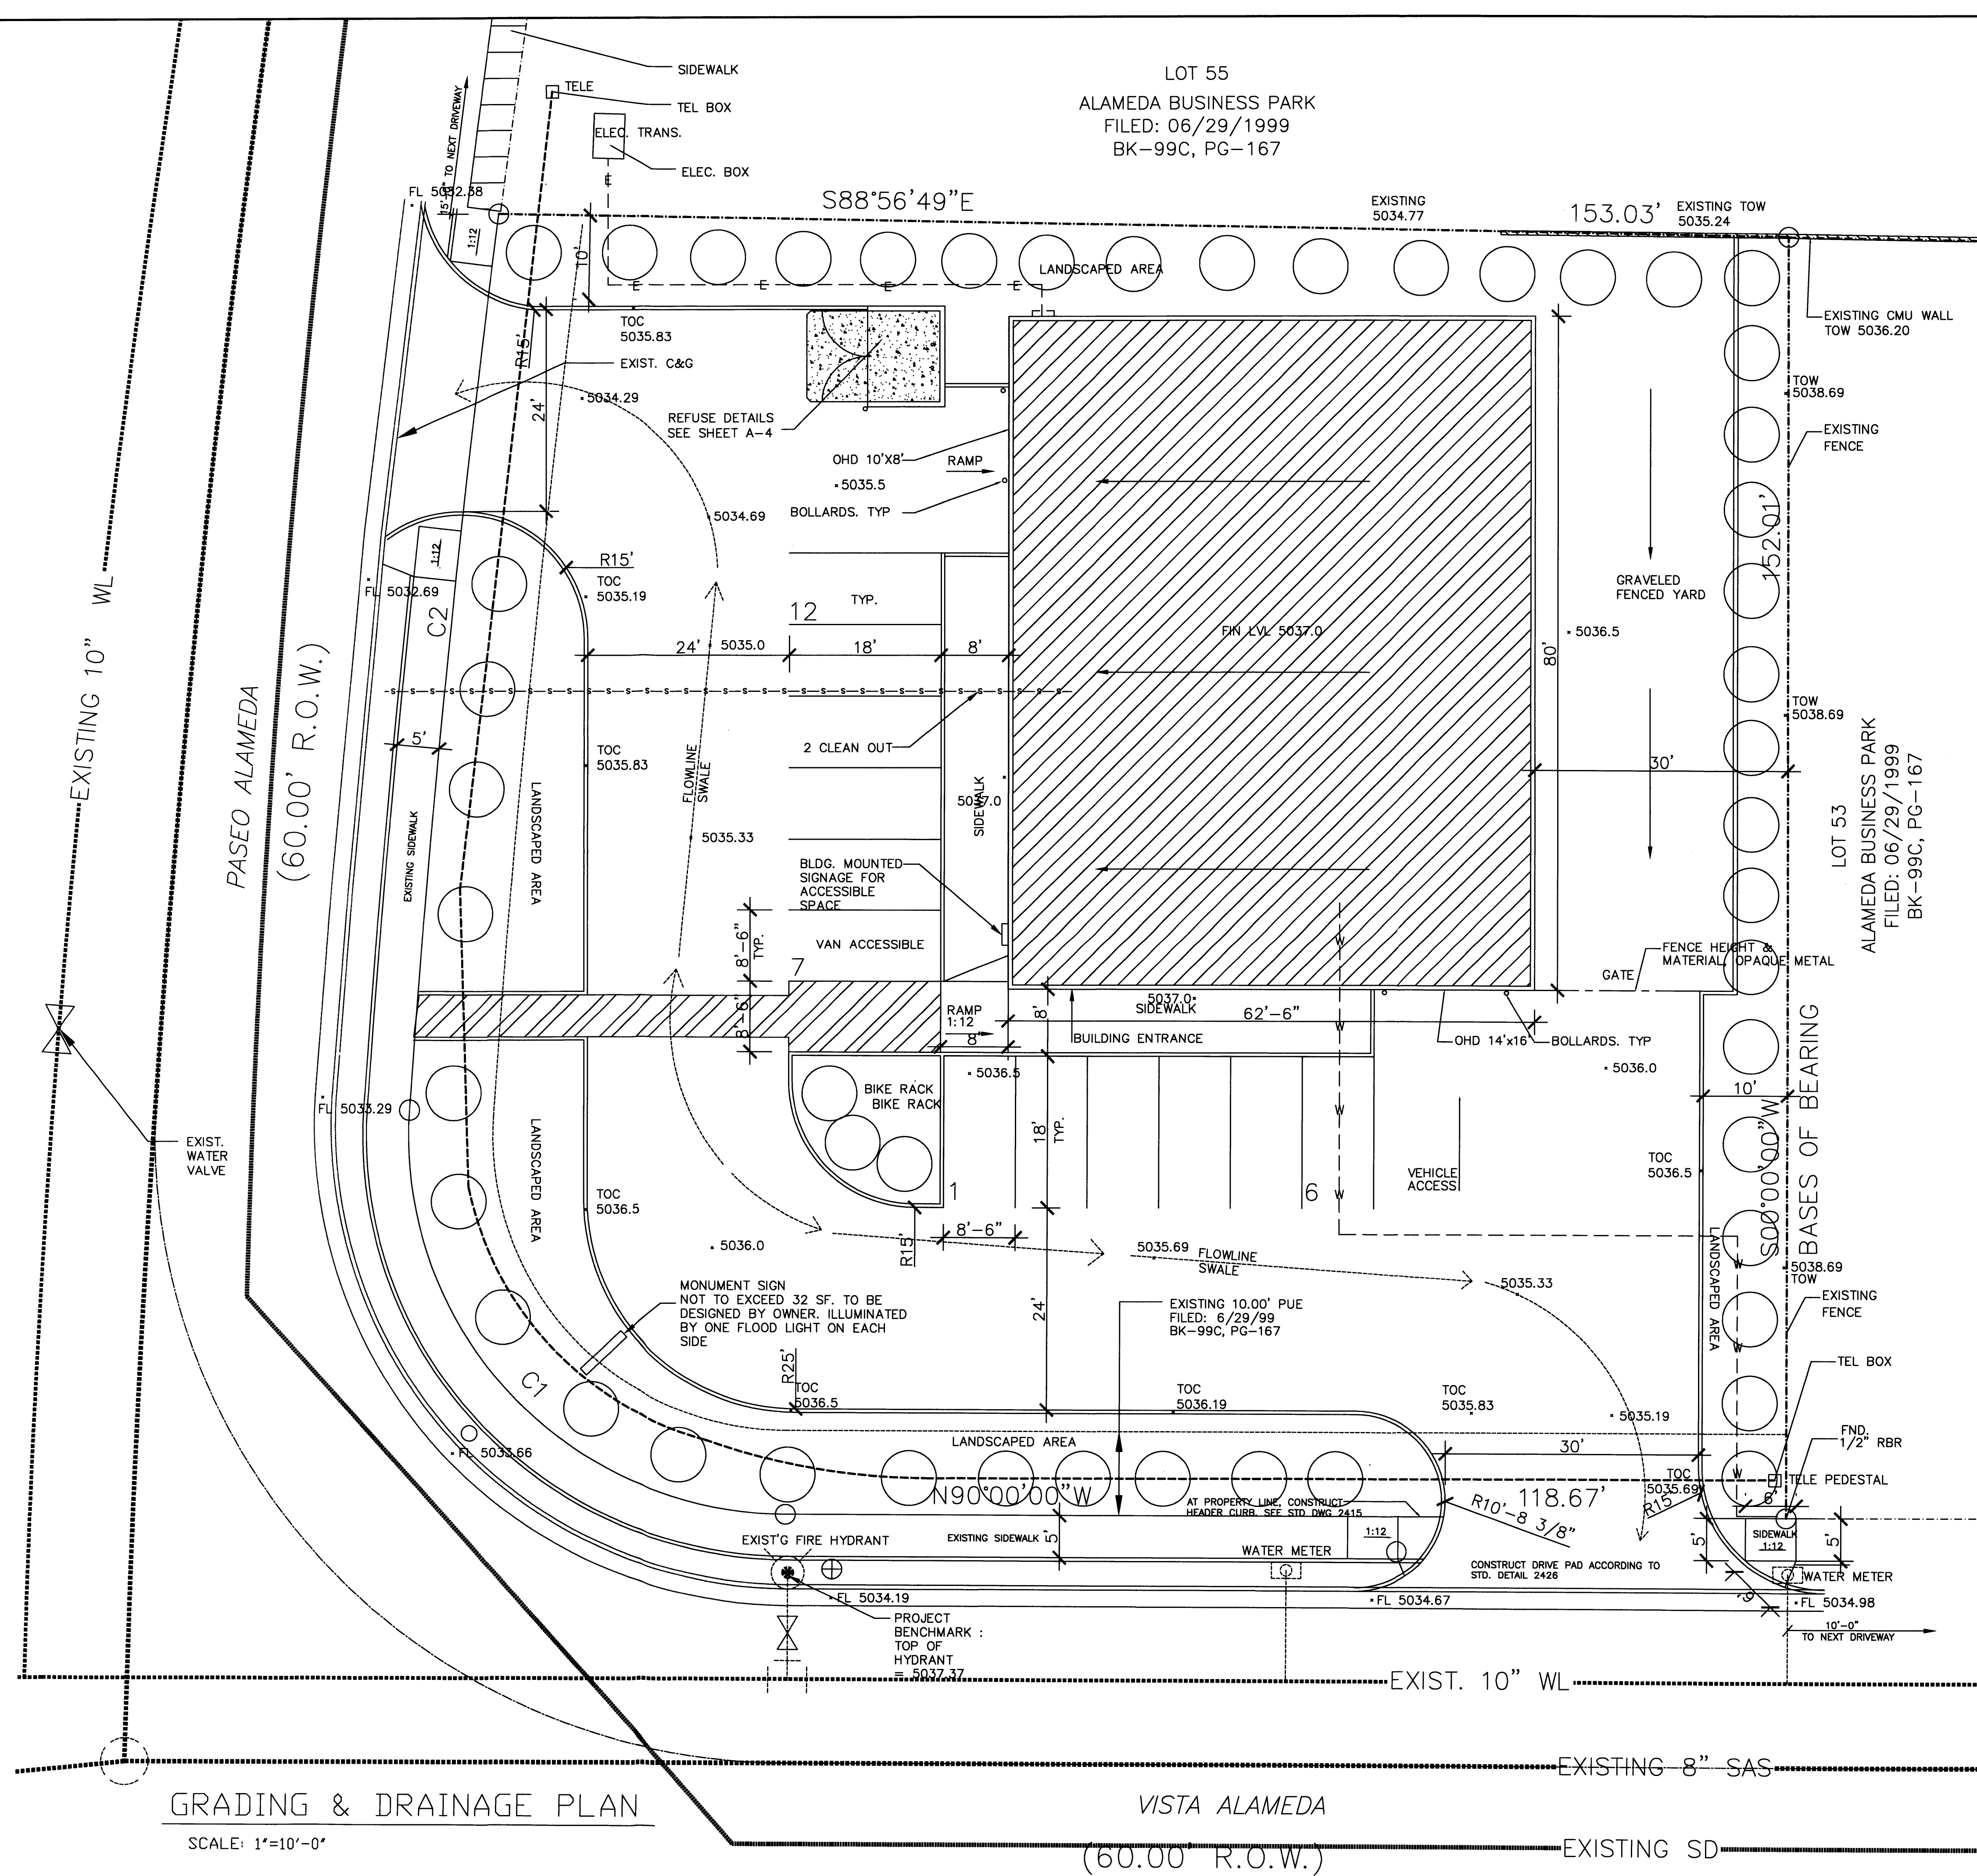 SIDEWALK
TELE
TEL BOX
ELEC. TRANS.
ELEC. BOX
E
15'-0" TO NEXT DRIVEWAY
LOT 55
ALAMEDA BUSINESS PARK
FILED: 06/29/1999
BK-99C, PG-167
FL 5032.38
1:12
S88°56'49"E
EXISTING
5034.77
153.03'
EXISTING TOW
5035.24
10'
LANDSCAPED AREA
E E E E
TOC
5035.83
R15'
EXIST. C&G
24'
5034.29
REFUSE DETAILS
SEE SHEET A-4
OHD 10'X8'
RAMP
5035.5
BOLLARDS. TYP
5034.69
EXISTING CMU WALL
TOW 5036.20
TOW
5038.69
EXISTING
FENCE
152.01'
1:12
R15'
TOC
5035.19
FL 5032.69
C2
TYP.
12
GRAVELED
FENCED YARD
FIN LVL 5037.0
5036.5
80'
24'
5035.0
18'
8'
S S S S S S S S S S S S S S S S S S S S S S S S S S S S S S S S S S S
EXISTING 10" WL
PASEO ALAMEDA
(60.00' R.O.W.)
5'
2 CLEAN OUT
TOC
5035.83
FLOWLINE
SWALE
5037.0
SIDEWALK
30'
TOW
5038.69
LOT 53
ALAMEDA BUSINESS PARK
FILED: 06/29/1999
BK-99C, PG-167
EXISTING SIDEWALK
LANDSCAPED AREA
5035.33
BLDG. MOUNTED
SIGNAGE FOR
ACCESSIBLE
SPACE
VAN ACCESSIBLE
8'-6"
TYP.
7
8'-6"
FENCE HEIGHT &
MATERIAL, OPAQUE METAL
GATE
RAMP
1:12
8"
8'
5037.0
SIDEWALK
62'-6"
BUILDING ENTRANCE
OHD 14'x16'
BOLLARDS. TYP
W
W
W
W
5036.5
5036.0
10'
BIKE RACK
BIKE RACK
FL 5033.29
EXIST.
WATER
VALVE
LANDSCAPED AREA
18'
TYP.
1
6
VEHICLE
ACCESS
TOC
5036.5
S00°00'00"W
BASES OF BEARING
TOC
5036.5
8'-6"
R15'
5036.0
5035.69
FLOWLINE
SWALE
5035.33
LANDSCAPED AREA
W
W
W
5038.69
TOW
EXISTING
FENCE
MONUMENT SIGN
NOT TO EXCEED 32 SF. TO BE
DESIGNED BY OWNER. ILLUMINATED
BY ONE FLOOD LIGHT ON EACH
SIDE
24'
EXISTING 10.00' PUE
FILED: 6/29/99
BK-99C, PG-167
C1
R25'
TOC
5036.5
TOC
5036.19
TOC
5035.83
5035.19
TEL BOX
FL 5033.66
LANDSCAPED AREA
30'
FND.
1/2" RBR
TOC
5035.69
TELE PEDESTAL
N90°00'00"W
AT PROPERTY LINE, CONSTRUCT
HEADER CURB. SEE STD DWG 2415
118.67'
R10'-8 3/8"
R15'
6'
EXIST'G FIRE HYDRANT
EXISTING SIDEWALK
5'
WATER METER
1:12
CONSTRUCT DRIVE PAD ACCORDING TO
STD. DETAIL 2426
5'
SIDEWALK
1:12
5'
WATER METER
6'
FL 5034.19
FL 5034.67
FL 5034.98
PROJECT
BENCHMARK :
TOP OF
HYDRANT
= 5037.37
10'-0"
TO NEXT DRIVEWAY
EXIST. 10" WL
EXISTING 8" SAS
GRADING & DRAINAGE PLAN
SCALE: 1"=10'-0"
VISTA ALAMEDA
(60.00' R.O.W.)
EXISTING SD